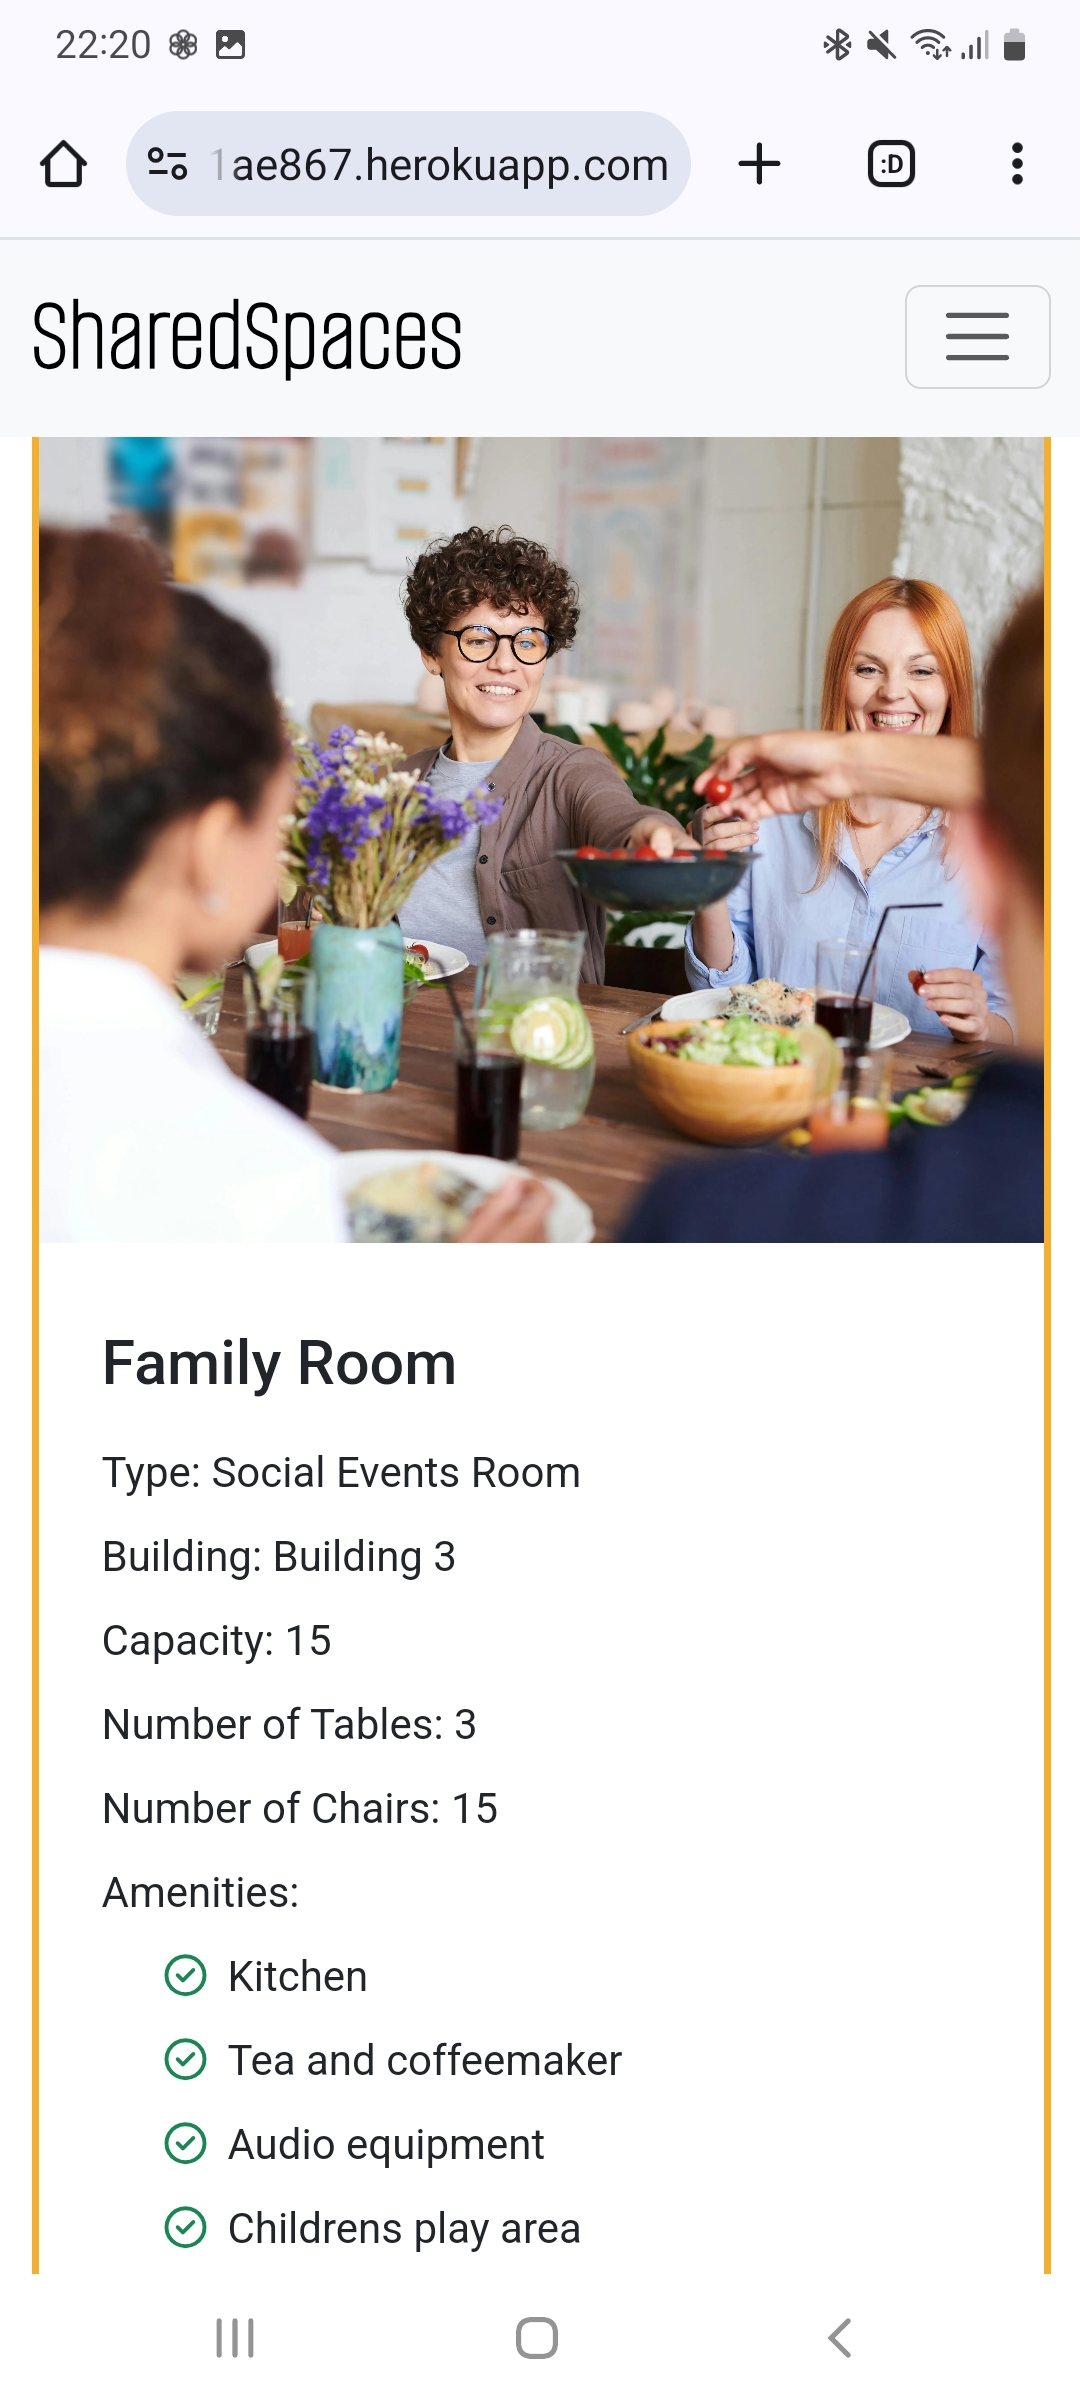 22:20
1ae867.herokuapp.com
:D
SharedSpaces
Family Room
Type: Social Events Room
Building: Building 3
Capacity: 15
Number of Tables: 3
Number of Chairs: 15
Amenities:
Kitchen
Tea and coffeemaker
Audio equipment
Childrens play area